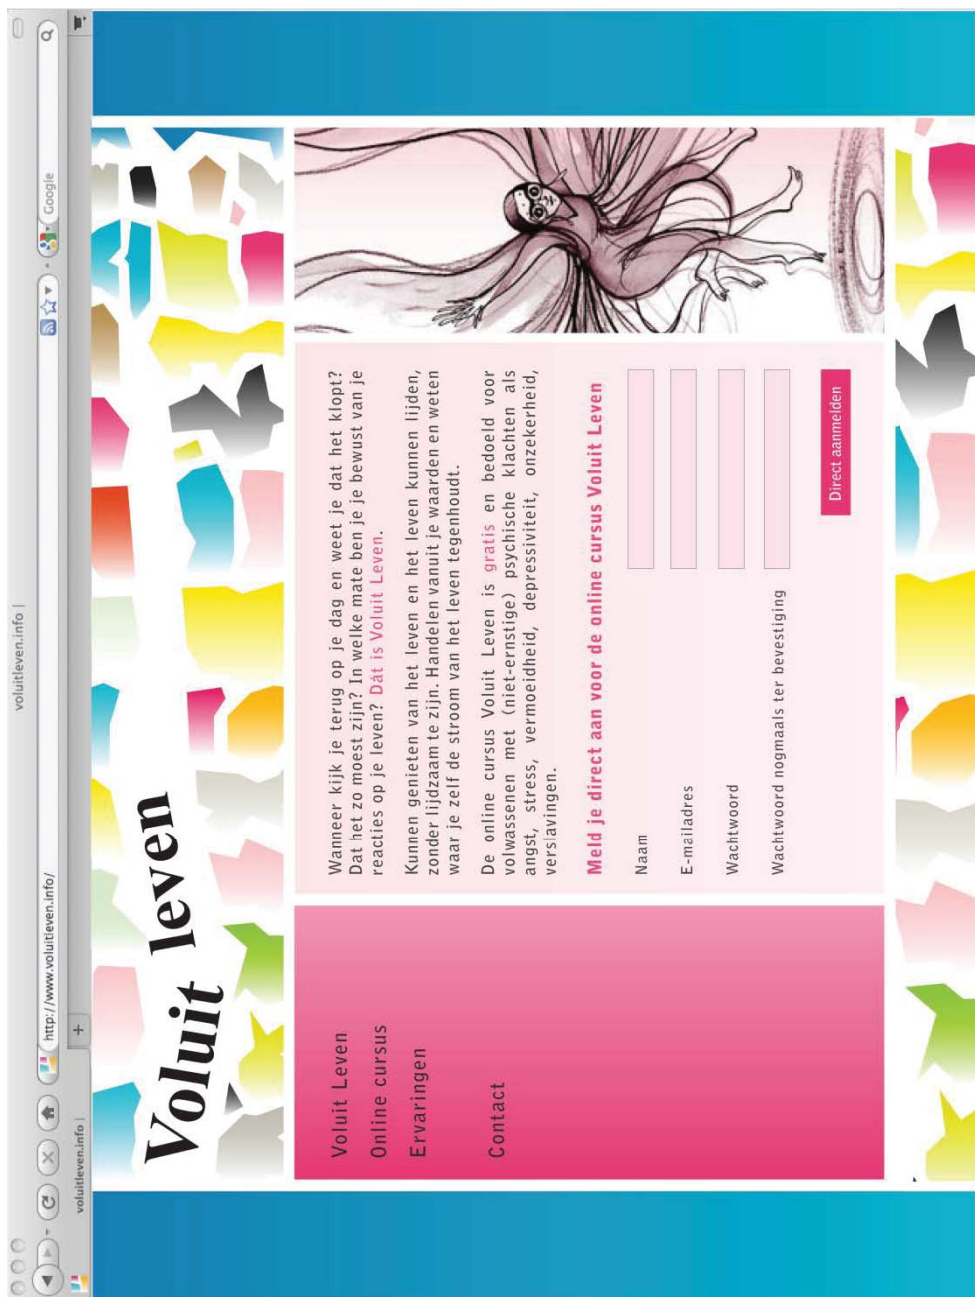 voluitleven.info |
http://www.voluitleven.info/
Google
voluitleven.info |
+
Voluit leven
Voluit Leven
Online cursus
Ervaringen
Contact
Wanneer kijk je terug op je dag en weet je dat het klopt?
Dat het zo moest zijn? In welke mate ben je je bewust van je
reacties op je leven? Dát is Voluit Leven.
Kunnen genieten van het leven en het leven kunnen lijden,
zonder lijdzaam te zijn. Handelen vanuit je waarden en weten
waar je zelf de stroom van het leven tegenhoudt.
De online cursus Voluit Leven is gratis en bedoeld voor
volwassenen met (niet-ernstige) psychische klachten als
angst, stress, vermoeidheid, depressiviteit, onzekerheid,
verslavingen.
Meld je direct aan voor de online cursus Voluit Leven
Naam
E-mailadres
Wachtwoord
Wachtwoord nogmaals ter bevestiging
Direct aanmelden